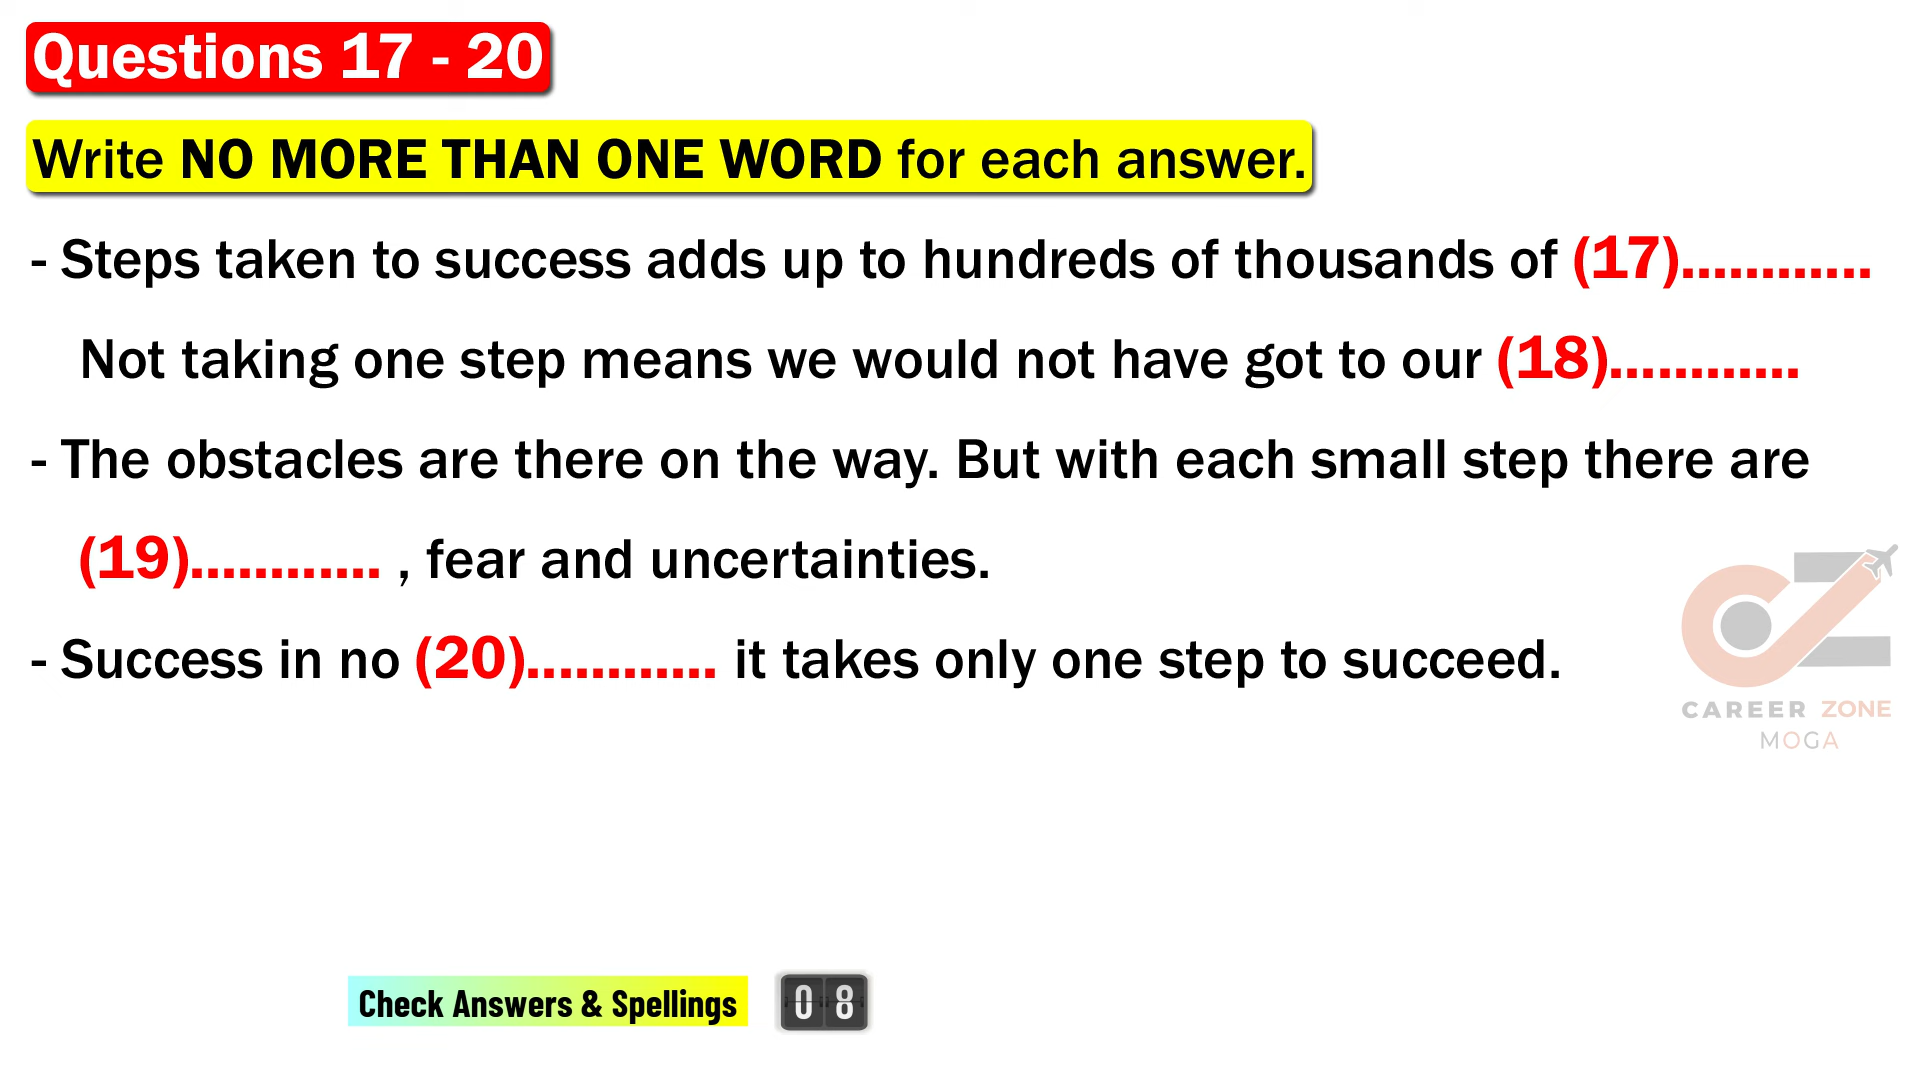 Questions 17 - 20
Write NO MORE THAN ONE WORD for each answer.
- Steps taken to success adds up to hundreds of thousands of (17)............
Not taking one step means we would not have got to our (18)............
- The obstacles are there on the way. But with each small step there are
(19)............ , fear and uncertainties.
- Success in no (20)............ it takes only one step to succeed.
CAREER ZONE
MOGA
Check Answers & Spellings 08